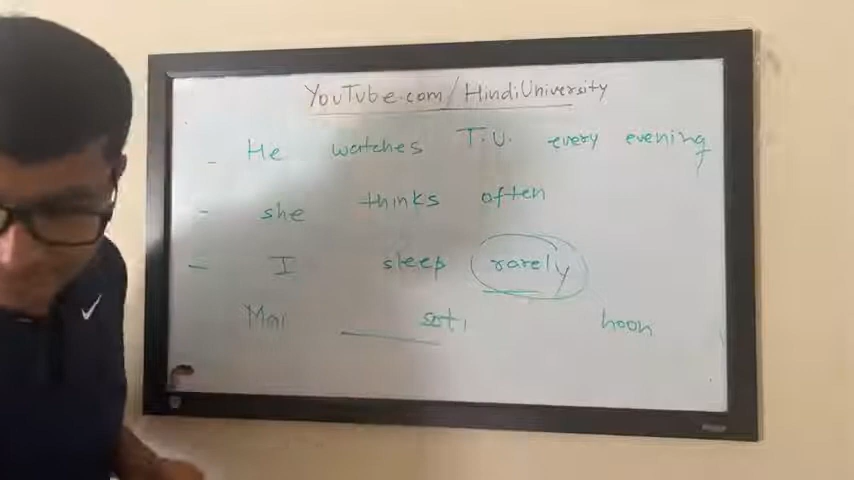 YouTube.com/HindiUniversity
- He watches T.V. every evening
- she thinks often
- I sleep rarely
Mai soti hoon